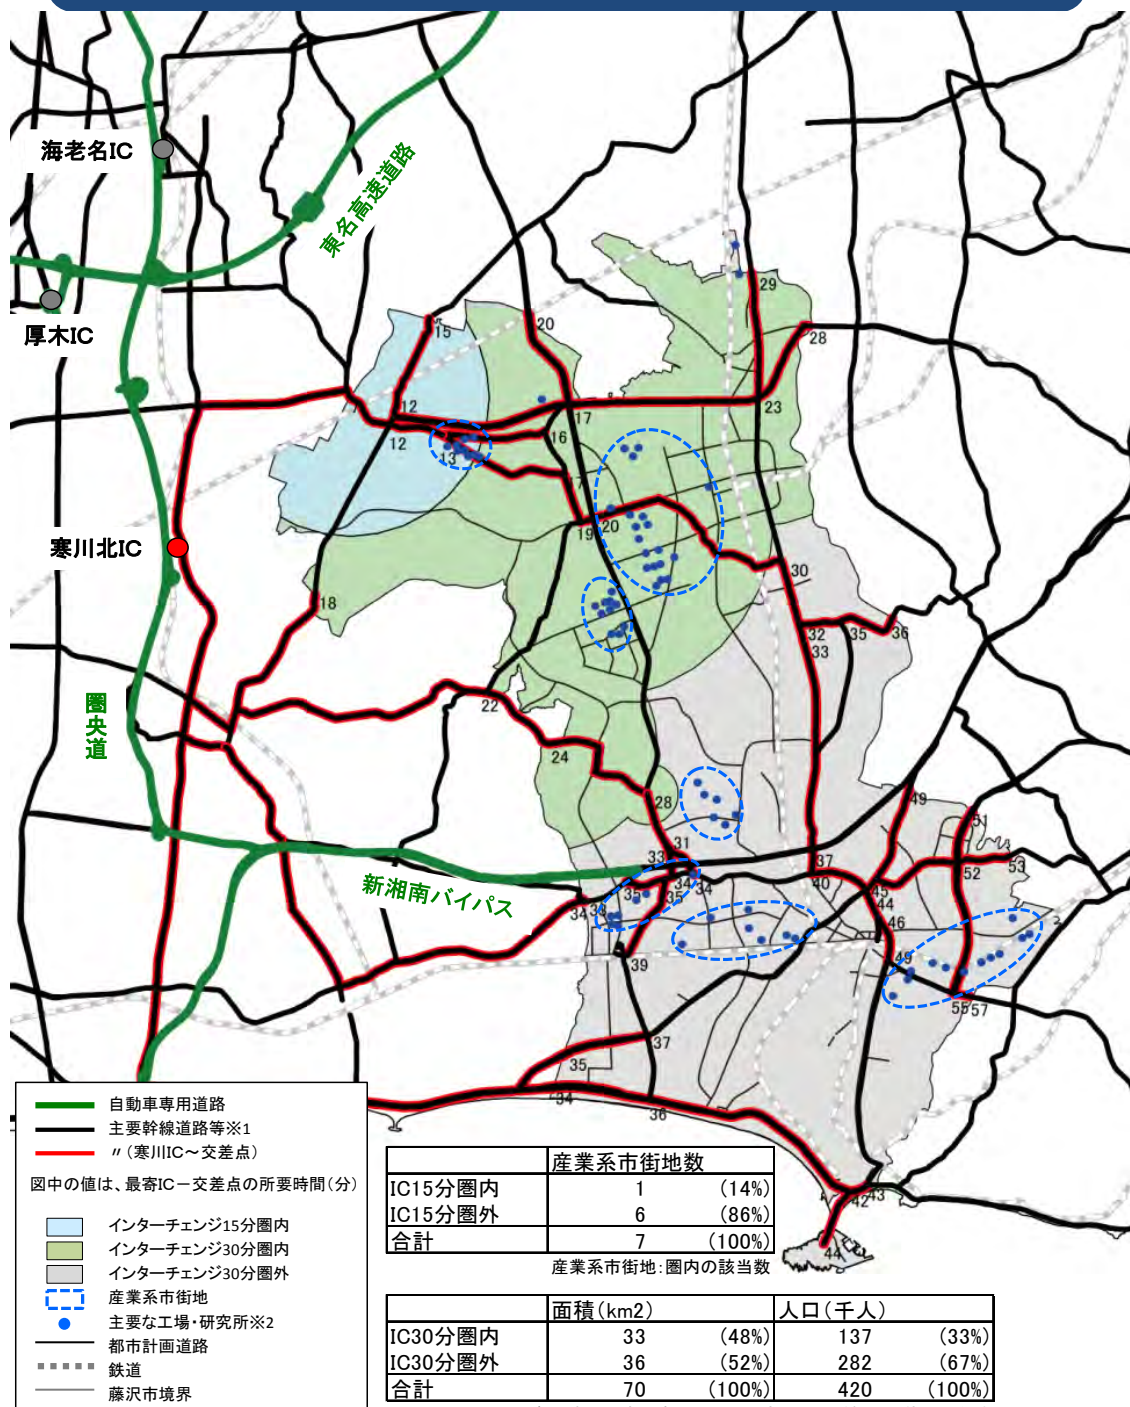 海老名IC
東名高速道路
厚木IC
29
28
15
20
7
12
17
23
12
16
13
17
寒川北IC
19
20
30
18
32
35
36
33
圏央道
22
24
28
49
51
31
33
37
53
新湘南バイパス
34
34
40
52
35
35
45
34
33
44
46
39
49
55
57
37
35
34
36
42
43
44
自動車専用道路
主要幹線道路等※1
〃(寒川IC～交差点)
図中の値は、最寄IC－交差点の所要時間(分)
インターチェンジ15分圏内
インターチェンジ30分圏内
インターチェンジ30分圏外
産業系市街地
主要な工場・研究所※2
都市計画道路
鉄道
藤沢市境界
産業系市街地数
IC15分圏内 1 (14%)
IC15分圏外 6 (86%)
合計 7 (100%)
産業系市街地:圏内の該当数
面積(km2) 人口(千人)
IC30分圏内 33 (48%) 137 (33%)
IC30分圏外 36 (52%) 282 (67%)
合計 70 (100%) 420 (100%)